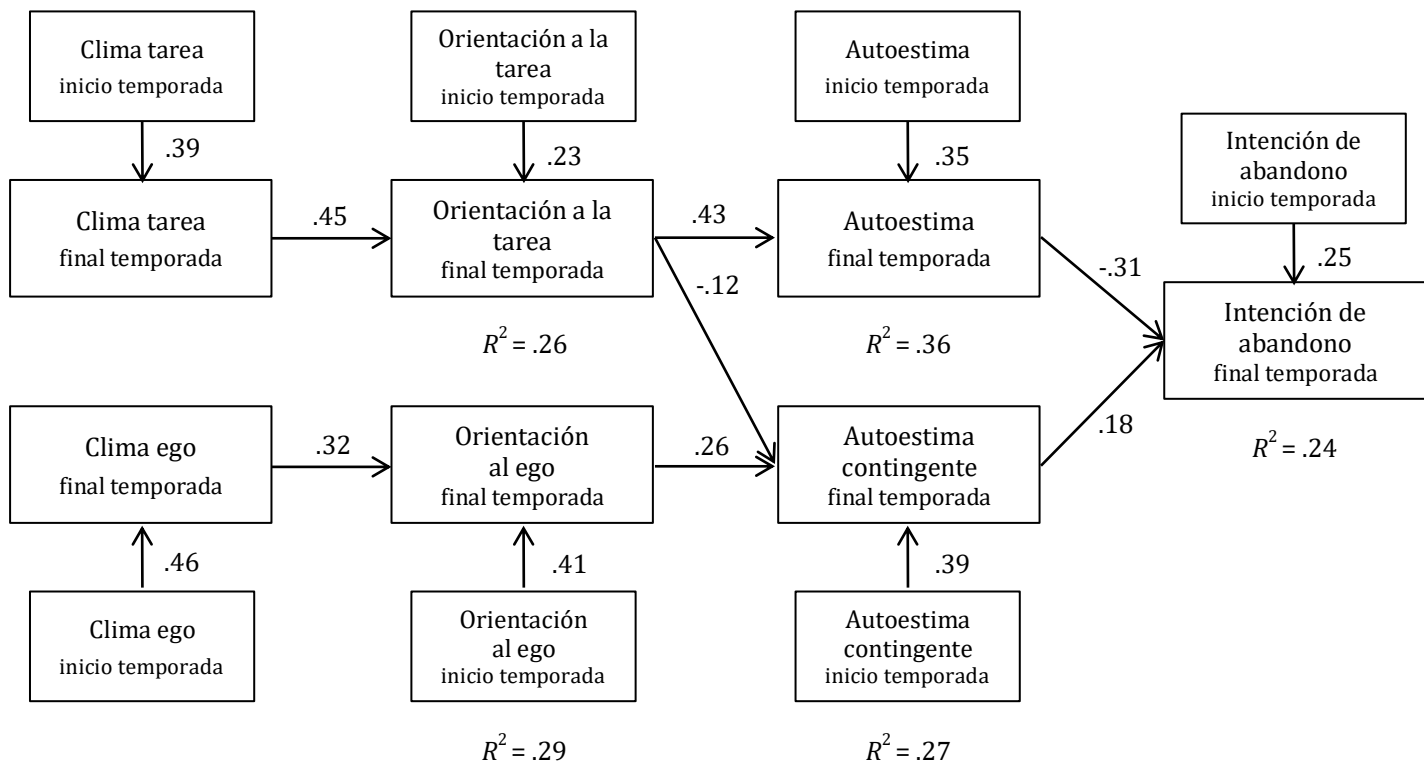 Clima tarea
inicio temporada
Orientación a la
tarea
inicio temporada
Autoestima
inicio temporada
Intención de
abandono
inicio temporada
.39
.23
.35
.25
Clima tarea
final temporada
.45
Orientación a la
tarea
final temporada
.43
-.12
Autoestima
final temporada
-.31
Intención de
abandono
final temporada
R² = .26
R² = .36
R² = .24
Clima ego
final temporada
.32
Orientación
al ego
final temporada
.26
Autoestima
contingente
final temporada
.18
.46
.41
.39
Clima ego
inicio temporada
Orientación
al ego
inicio temporada
Autoestima
contingente
inicio temporada
R² = .29
R² = .27